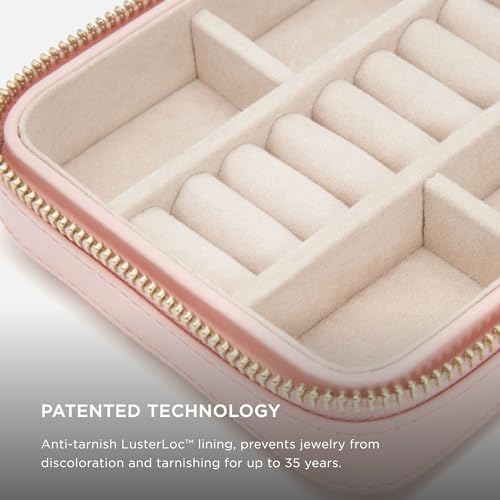 PATENTED TECHNOLOGY
Anti-tarnish LusterLoc™ lining, prevents jewelry from
discoloration and tarnishing for up to 35 years.